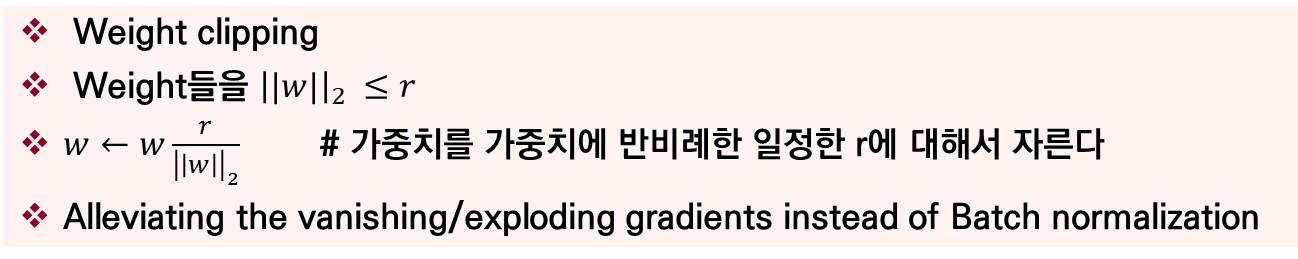 ❖ Weight clipping
❖ Weight들을 ||w||₂ ≤ r
❖ w ← w r/||w||₂ # 가중치를 가중치에 반비례한 일정한 r에 대해서 자른다
❖ Alleviating the vanishing/exploding gradients instead of Batch normalization